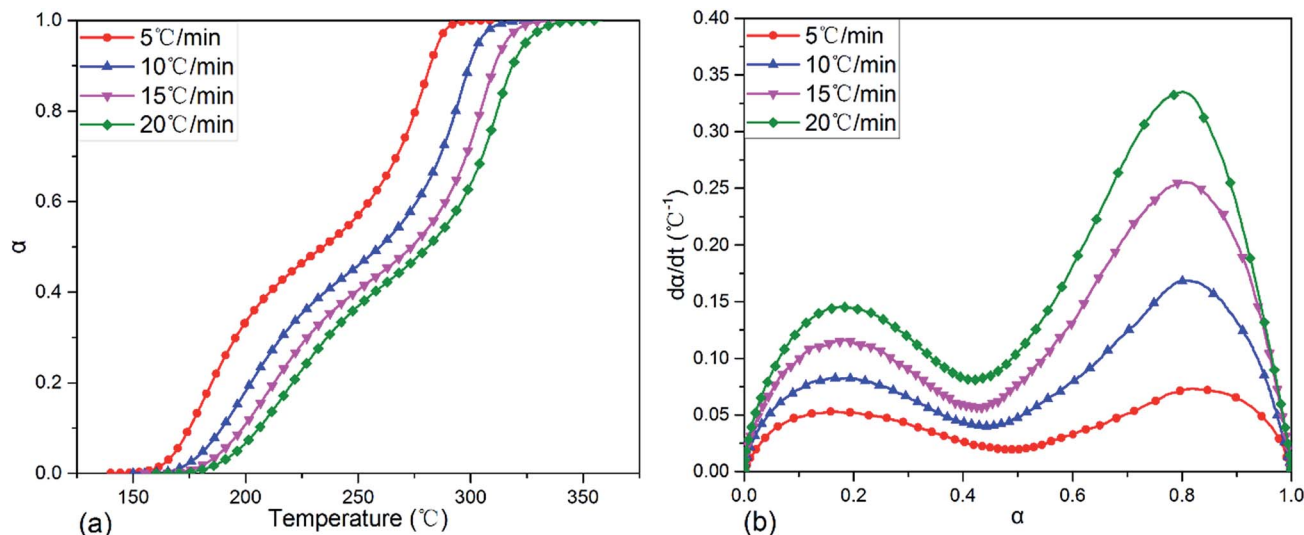 1.0
0.8
0.6
0.4
0.2
0.0
α
5℃/min
10℃/min
15℃/min
20℃/min
150 200 250 300 350
(a) Temperature (℃)
0.40
0.35
0.30
0.25
0.20
0.15
0.10
0.05
0.00
dα/dt (℃⁻¹)
5℃/min
10℃/min
15℃/min
20℃/min
0.0 0.2 0.4 0.6 0.8 1.0
(b) α